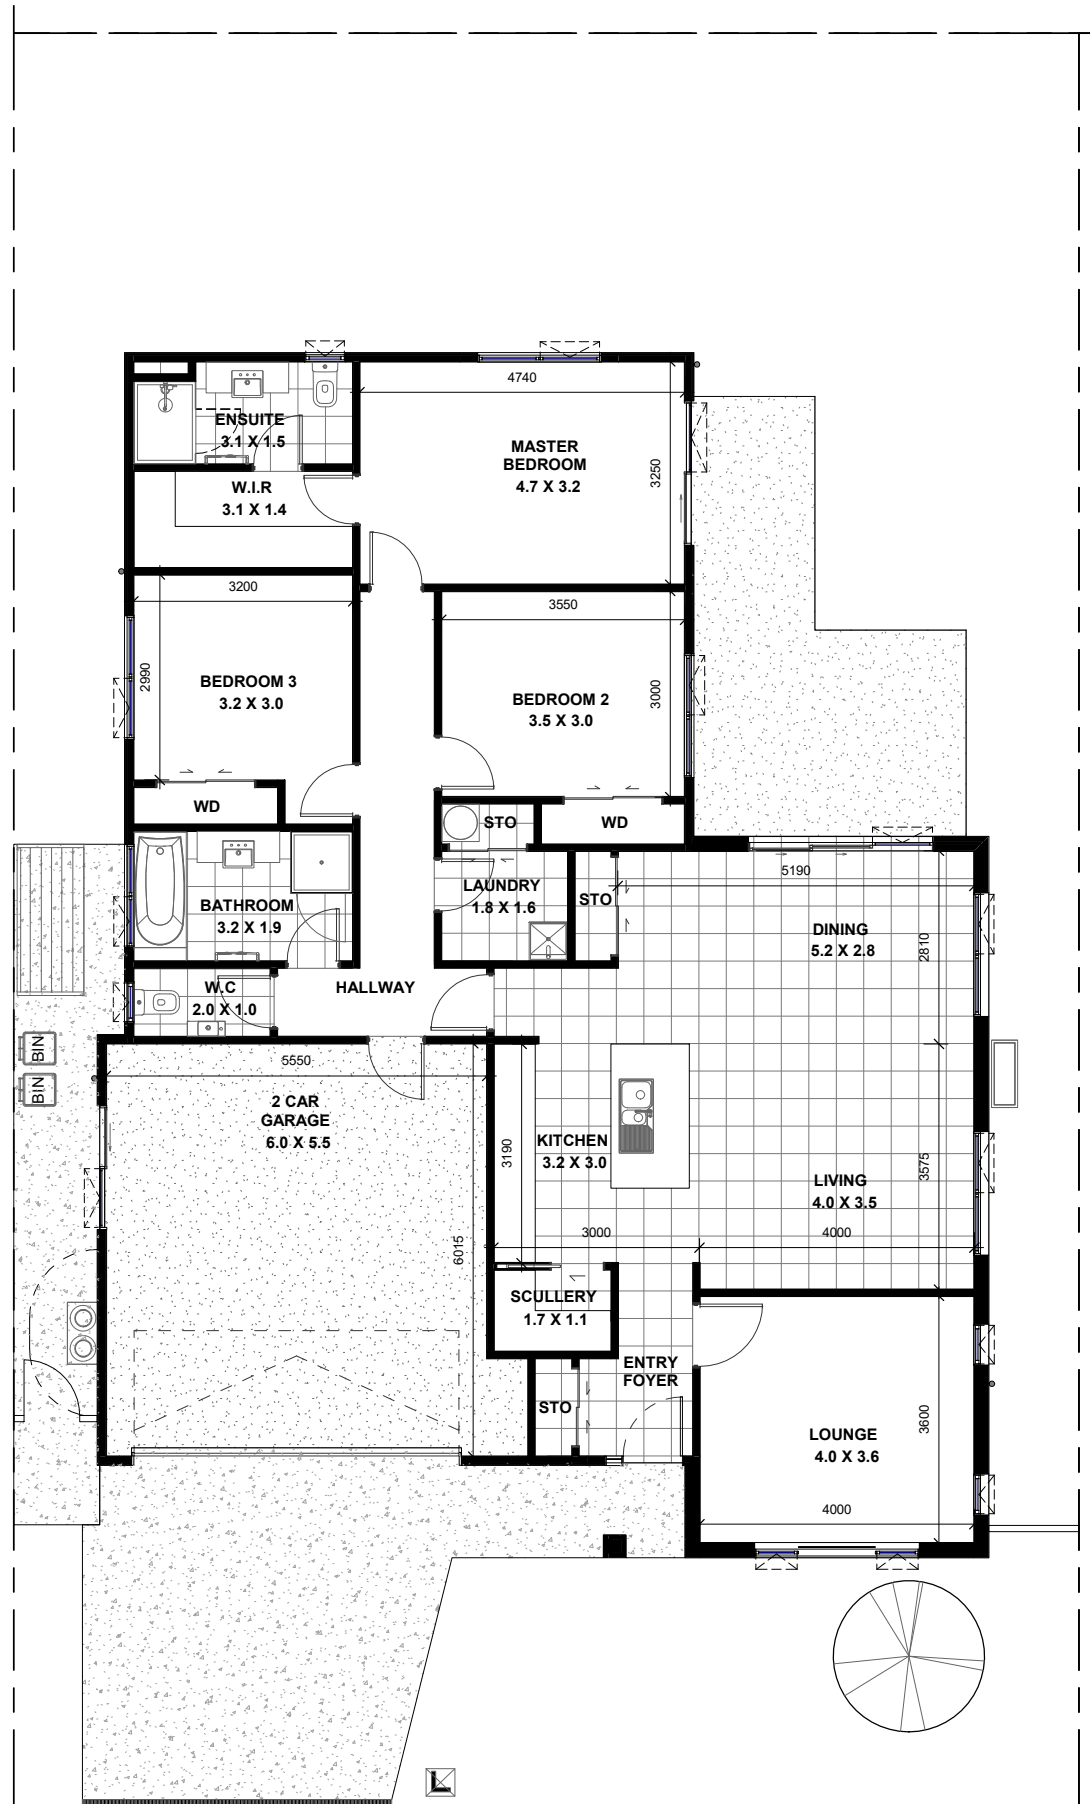 4740
ENSUITE
3.1 X 1.5
MASTER
BEDROOM
4.7 X 3.2
3250
W.I.R
3.1 X 1.4
3200
3550
2990
BEDROOM 3
3.2 X 3.0
BEDROOM 2
3.5 X 3.0
3000
WD
STO
WD
5190
LAUNDRY
1.8 X 1.6
STO
BATHROOM
3.2 X 1.9
DINING
5.2 X 2.8
2810
W.C
2.0 X 1.0
HALLWAY
BIN
BIN
5550
2 CAR
GARAGE
6.0 X 5.5
3190
KITCHEN
3.2 X 3.0
LIVING
4.0 X 3.5
3575
6015
3000
4000
SCULLERY
1.7 X 1.1
ENTRY
FOYER
STO
LOUNGE
4.0 X 3.6
3600
4000
L